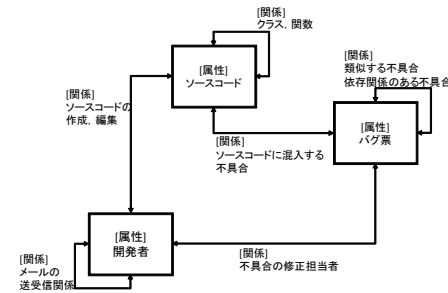 [関係]
クラス, 関数
[属性]
ソースコード
[関係]
類似する不具合
依存関係のある不具合
[関係]
ソースコードの
作成, 編集
[属性]
バグ票
[関係]
ソースコードに混入する
不具合
[属性]
開発者
[関係]
不具合の修正担当者
[関係]
メールの
送受信関係